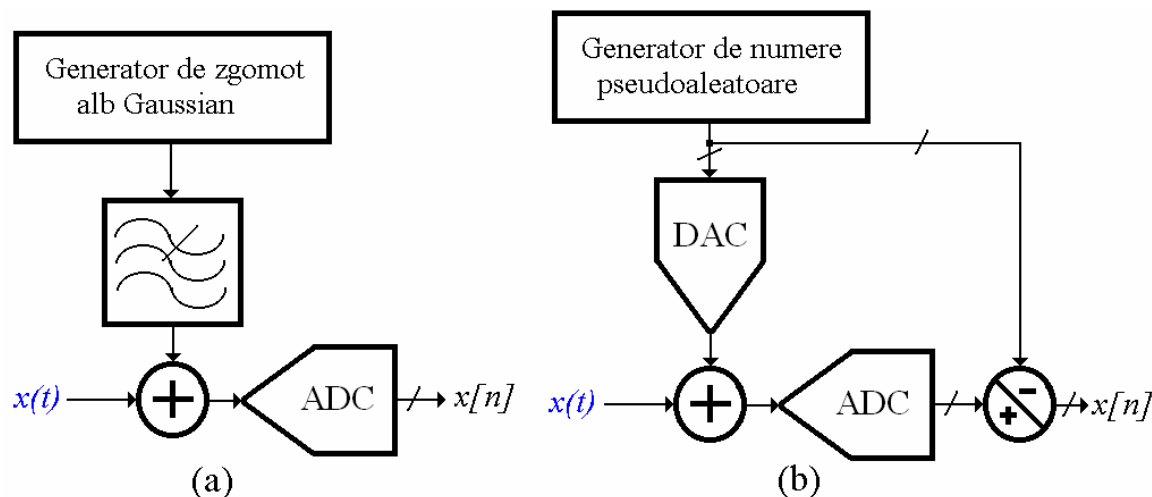 Generator de zgomot
alb Gaussian
x(t)
+
ADC
x[n]
(a)
Generator de numere
pseudoaleatoare
DAC
x(t)
+
ADC
-
+
x[n]
(b)